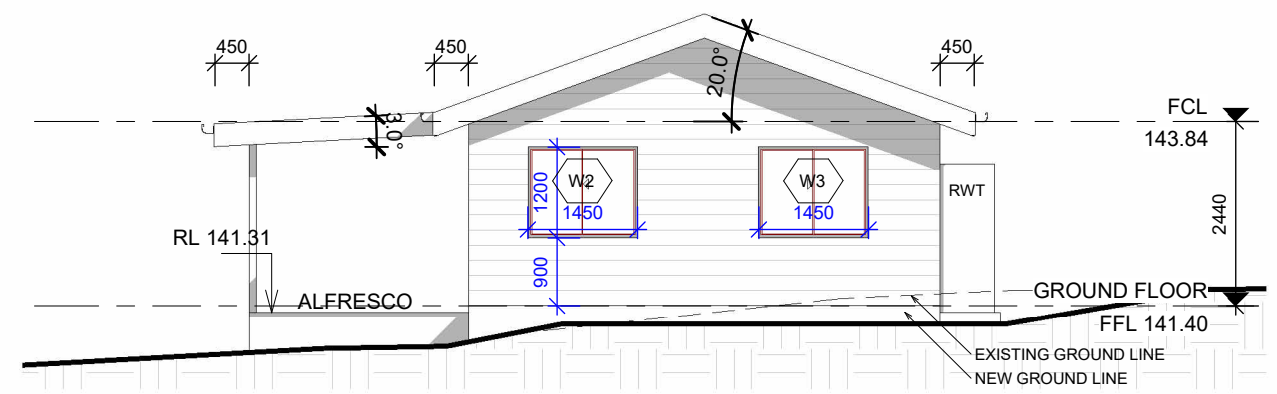 450
450
450
20.0°
3.0°
FCL
143.84
W2
W3
1200
1450
1450
RWT
2440
RL 141.31
900
ALFRESCO
GROUND FLOOR
FFL 141.40
EXISTING GROUND LINE
NEW GROUND LINE